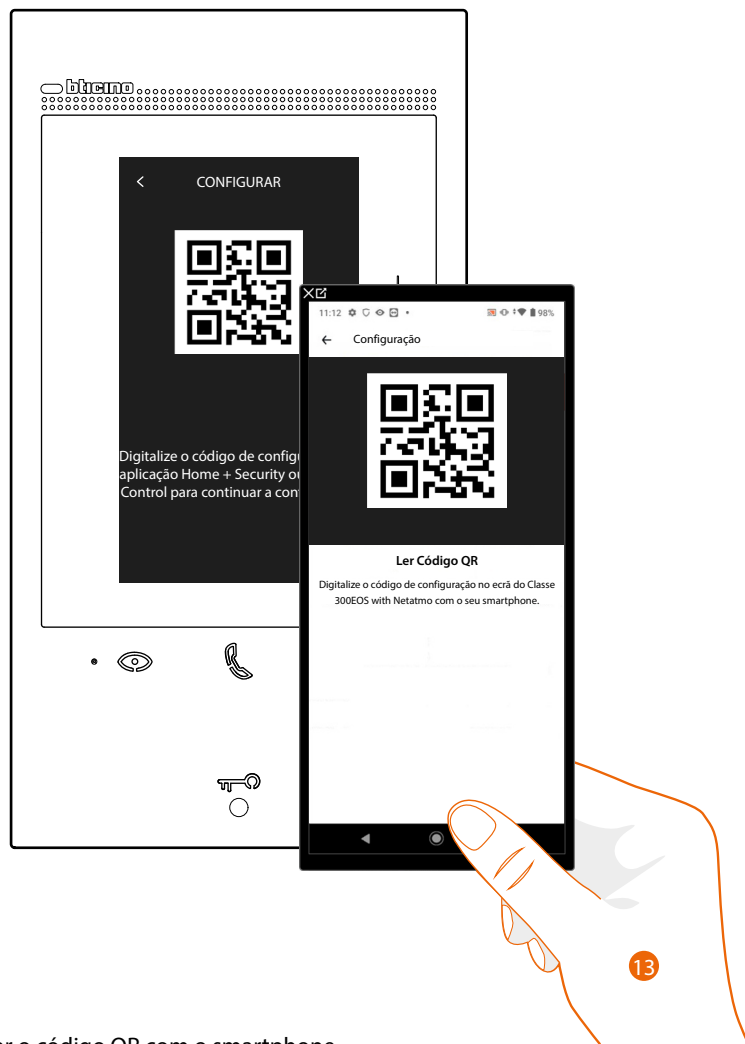 bticino
CONFIGURAR
Digitalize o código de config
aplicação Home + Security ou
Control para continuar a con
11:12
98%
Configuração
Ler Código QR
Digitalize o código de configuração no ecrã do Classe
300EOS with Netatmo com o seu smartphone.
13
o código QR com o smartphone